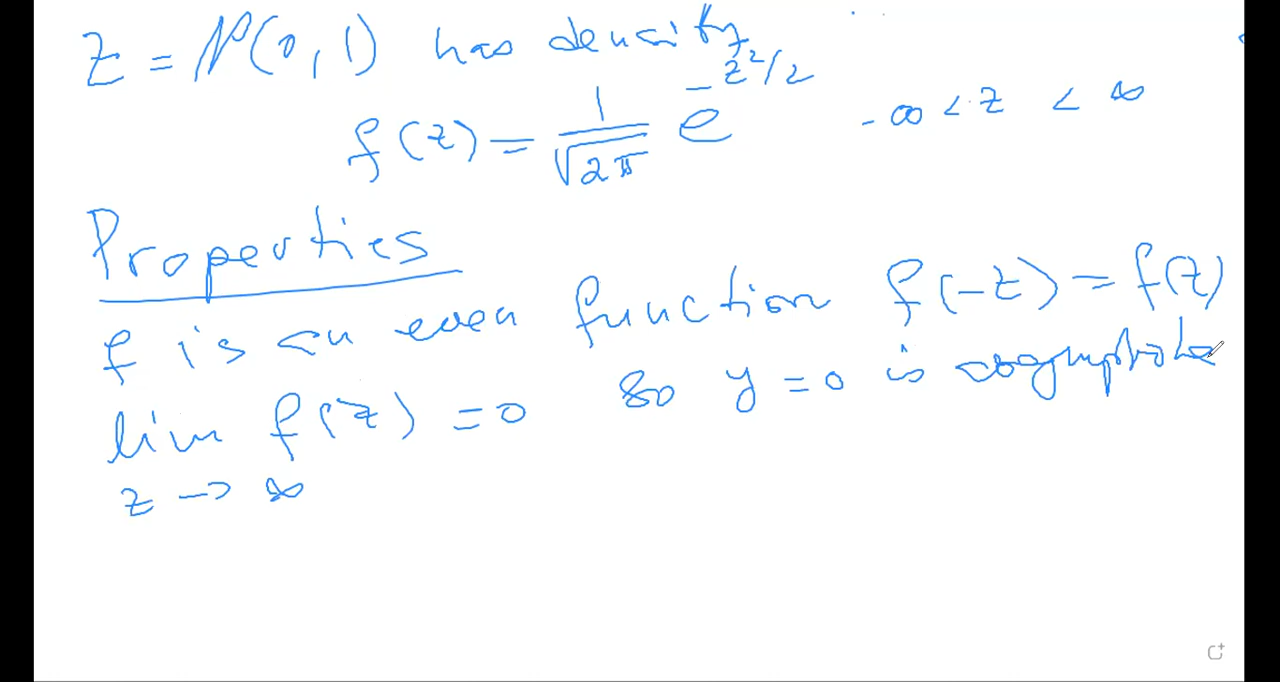 Z = N(0, 1) has density
f(z) = 1/√2π e^(-z²/2) -∞ < z < ∞
Properties
f is an even function f(-z) = f(z)
lim f(z) = 0 so y = 0 is asymptote
z → ∞